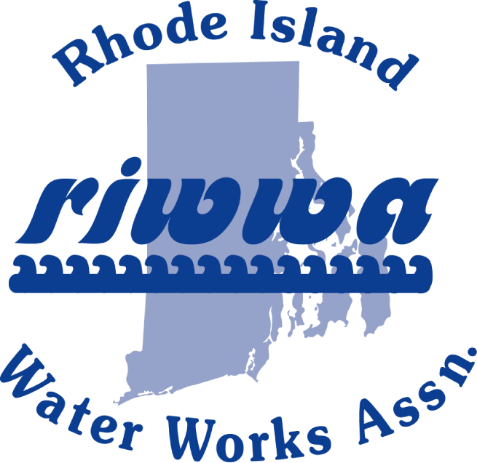 Rhode Island
riwwa
Water Works Assn.